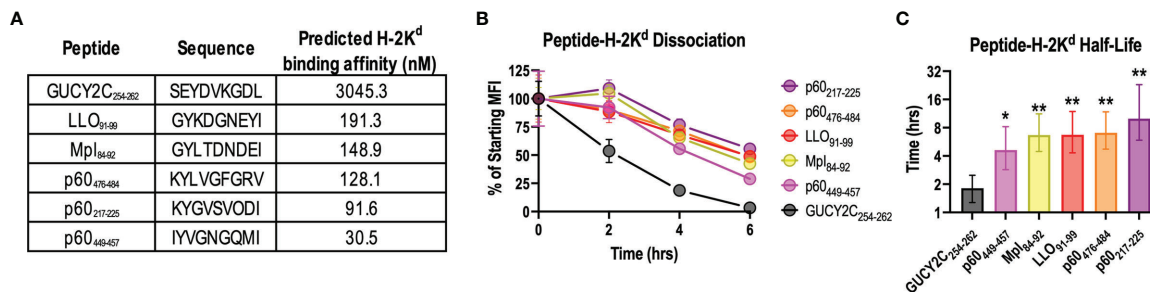 A
Peptide Sequence Predicted H-2Kd
binding affinity (nM)
GUCY2C254-262 SEYDVKGDL 3045.3
LLO91-99 GYKDGNEYI 191.3
Mpl84-92 GYLTDNDEI 148.9
p60476-484 KYLVGFGRV 128.1
p60217-225 KYGVSVODI 91.6
p60449-457 IYVGNGQMI 30.5
B
Peptide-H-2Kd Dissociation
% of Starting MFI
125
100
75
50
25
0
0 2 4 6
Time (hrs)
p60217-225
p60476-484
LLO91-99
Mpl84-92
p60449-457
GUCY2C254-262
C
Peptide-H-2Kd Half-Life
Time (hrs)
32
16
8
4
2
1
* ** ** ** **
GUCY2C254-262
p60449-457
Mpl84-92
LLO91-99
p60476-484
p60217-225